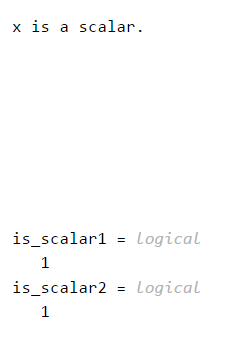 x is a scalar.
is_scalar1 = logical
1
is_scalar2 = logical
1